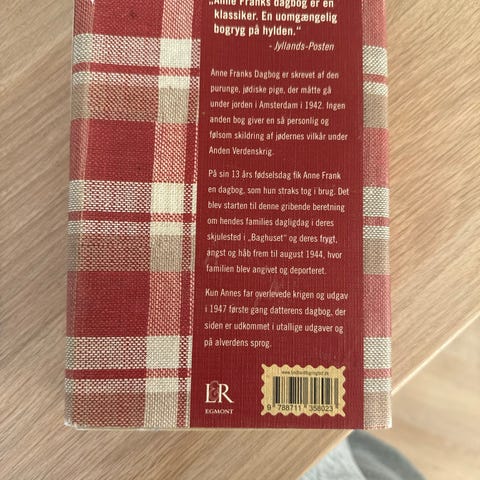 „Anne Franks dagbog er en
klassiker. En uomgængelig
bogryg på hylden.“
- Jyllands-Posten
Anne Franks Dagbog er skrevet af den
purunge, jødiske pige, der måtte gå
under jorden i Amsterdam i 1942. Ingen
anden bog giver en så personlig og
følsom skildring af jødernes vilkår under
Anden Verdenskrig.
På sin 13 års fødselsdag fik Anne Frank
en dagbog, som hun straks tog i brug. Det
blev starten til denne gribende beretning
om hendes families dagligdag i deres
skjulested i „Baghuset“ og deres frygt,
angst og håb frem til august 1944, hvor
familien blev angivet og deporteret.
Kun Annes far overlevede krigen og udgav
i 1947 første gang datterens dagbog, der
siden er udkommet i utallige udgaver og
på alverdens sprog.
www.lindhardtogringhof.dk
L&R
EGMONT
9 788711 358023